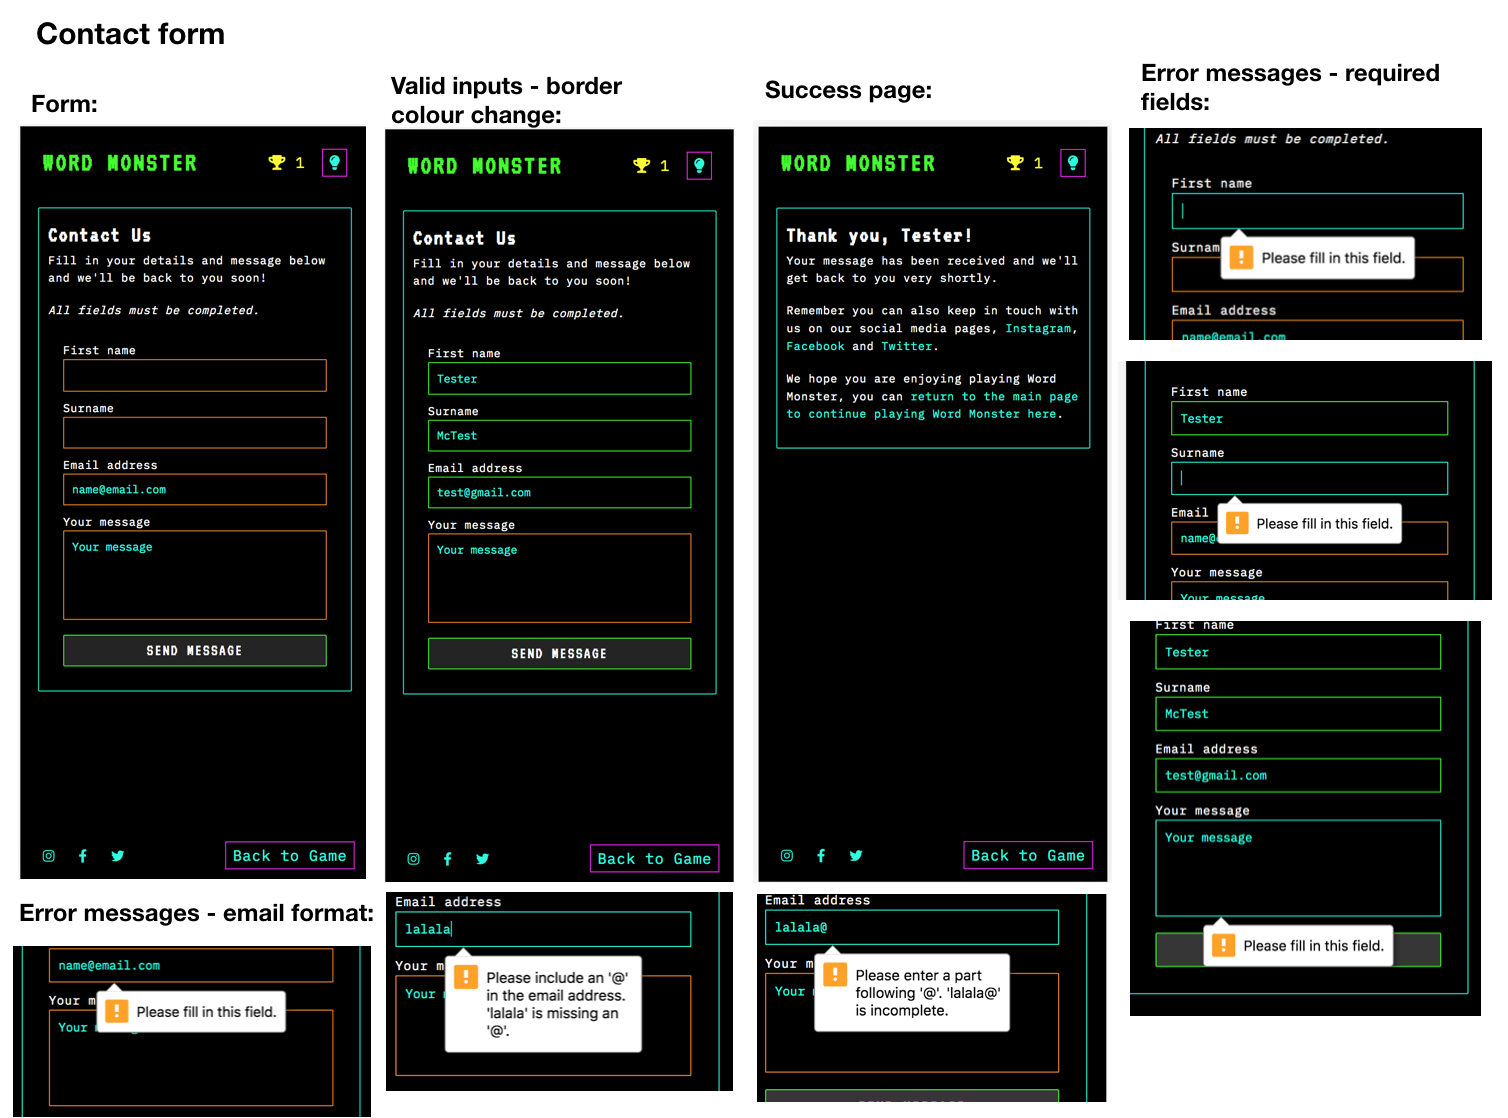 Contact form
Form:
WORD MONSTER
1
Contact Us
Fill in your details and message below
and we'll be back to you soon!
All fields must be completed.
First name
Surname
Email address
name@email.com
Your message
Your message
SEND MESSAGE
Back to Game
Valid inputs - border
colour change:
WORD MONSTER
1
Contact Us
Fill in your details and message below
and we'll be back to you soon!
All fields must be completed.
First name
Tester
Surname
McTest
Email address
test@gmail.com
Your message
Your message
SEND MESSAGE
Back to Game
Success page:
WORD MONSTER
1
Thank you, Tester!
Your message has been received and we'll
get back to you very shortly.
Remember you can also keep in touch with
us on our social media pages, Instagram,
Facebook and Twitter.
We hope you are enjoying playing Word
Monster, you can return to the main page
to continue playing Word Monster here.
Back to Game
Error messages - required
fields:
All fields must be completed.
First name
Surnam
Please fill in this field.
Email address
name@email.com
First name
Tester
Surname
Email
Please fill in this field.
name@
Your message
Your message
First name
Tester
Surname
McTest
Email address
test@gmail.com
Your message
Your message
Please fill in this field.
Error messages - email format:
name@email.com
Your m
Please fill in this field.
You
Email address
lalala
Your m
Please include an '@'
in the email address.
'lalala' is missing an
'@'.
Your
Email address
lalala@
Your m
Please enter a part
following '@'. 'lalala@'
is incomplete.
Your